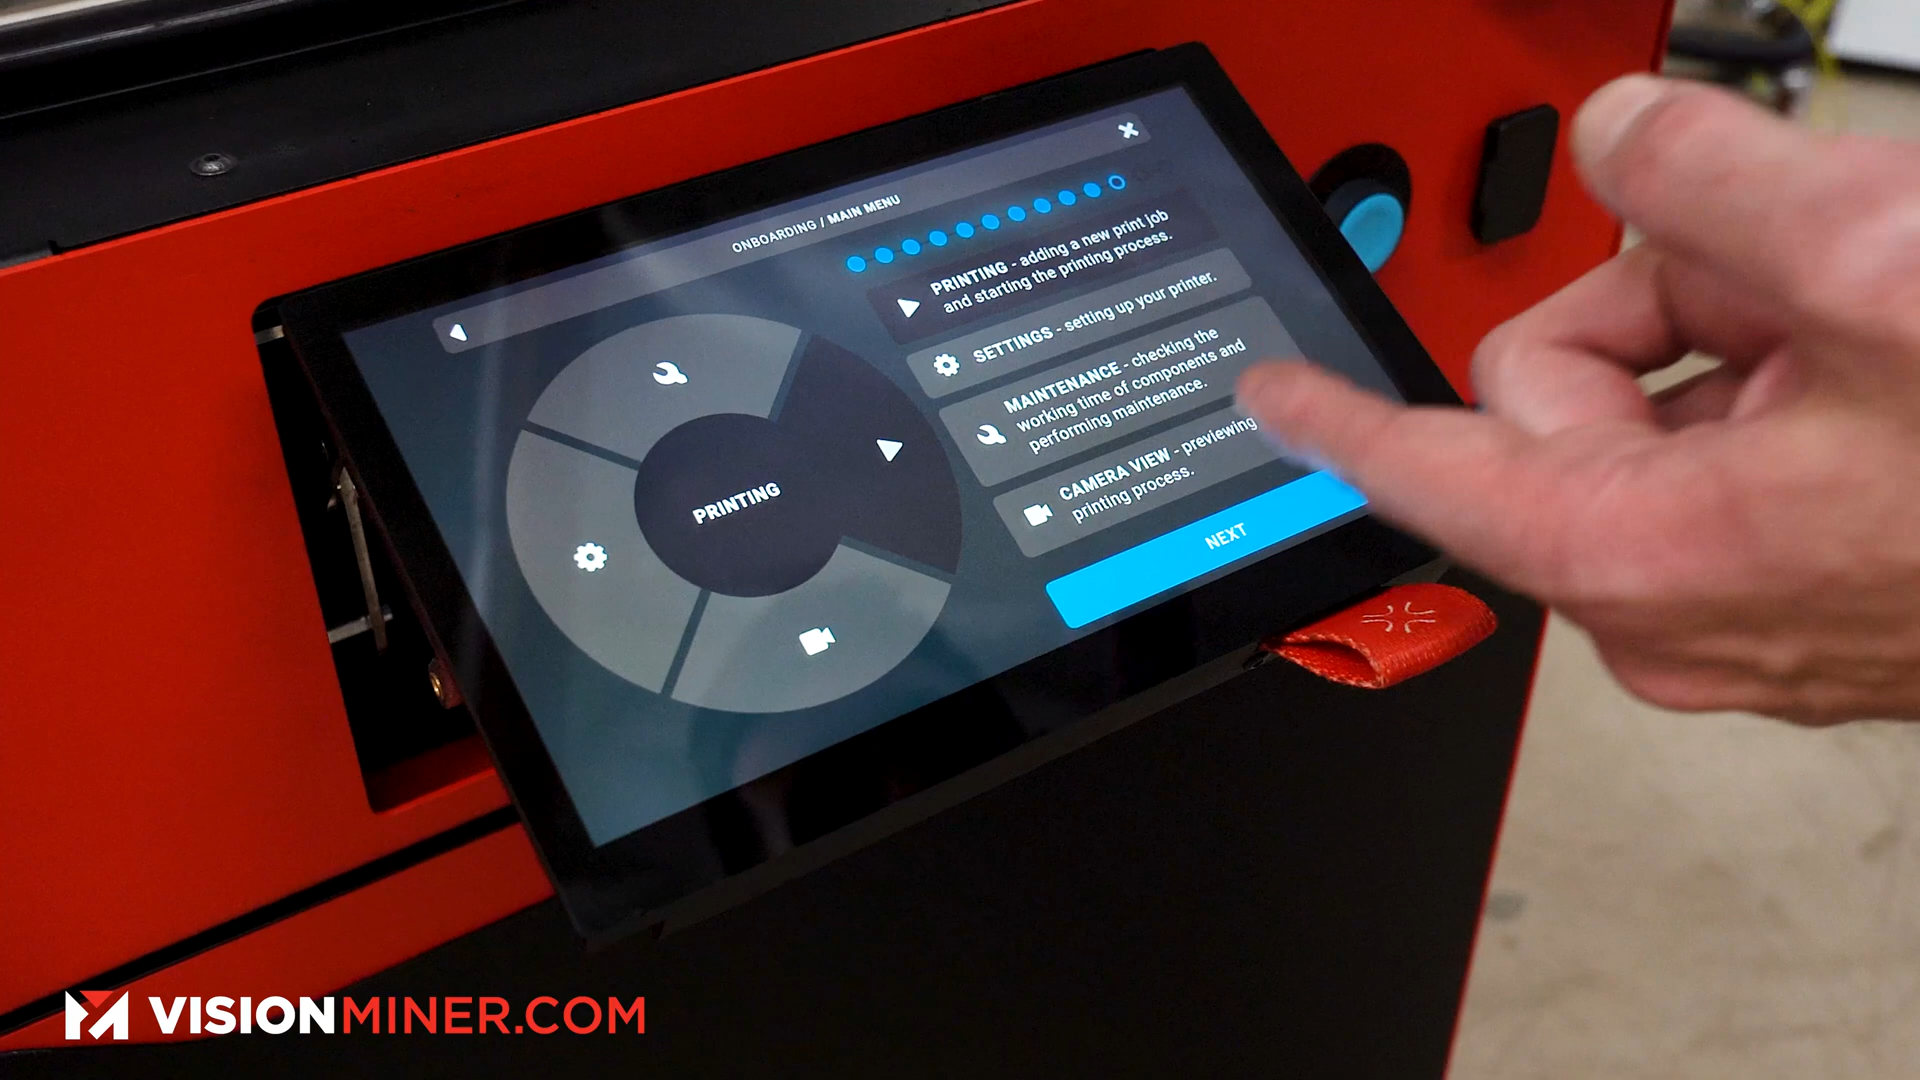 ONBOARDING / MAIN MENU
PRINTING
PRINTING - adding a new print job
and starting the printing process.
SETTINGS - setting up your printer.
MAINTENANCE - checking the
working time of components and
performing maintenance.
CAMERA VIEW - previewing
printing process.
NEXT
VISIONMINER.COM